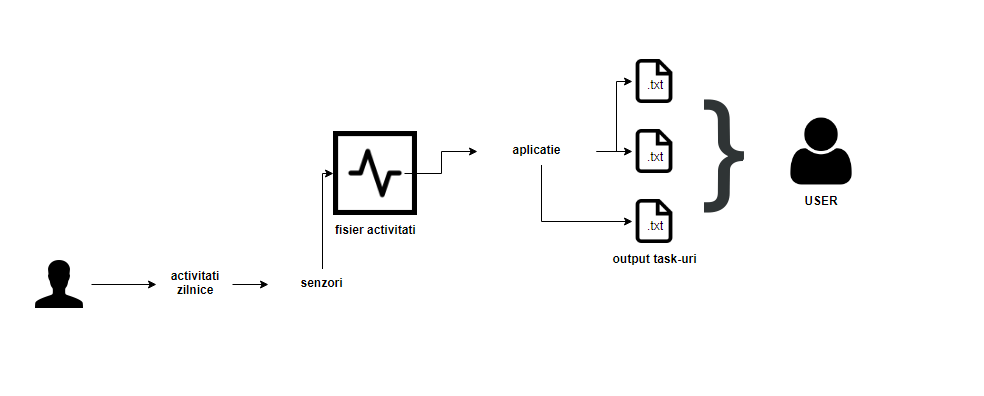 activitati
zilnice
senzori
fisier activitati
aplicatie
.txt
.txt
.txt
output task-uri
USER